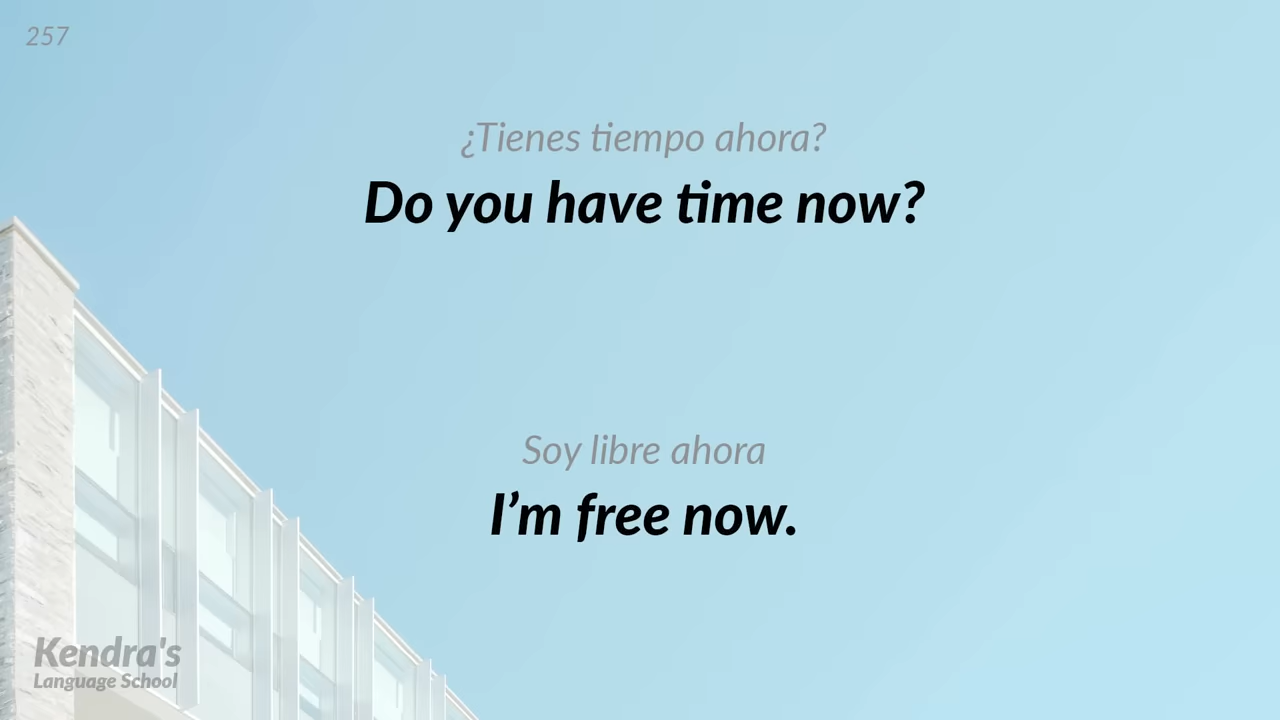 257
¿Tienes tiempo ahora?
Do you have time now?
Soy libre ahora
I’m free now.
Kendra's
Language School